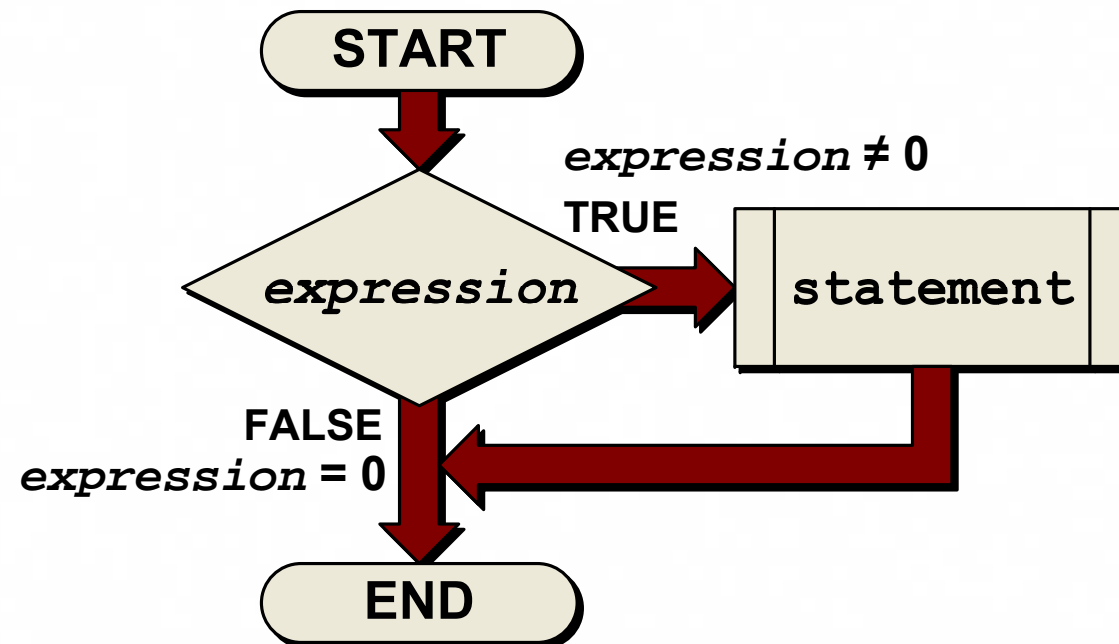 START
expression ≠ 0
TRUE
expression
statement
FALSE
expression = 0
END